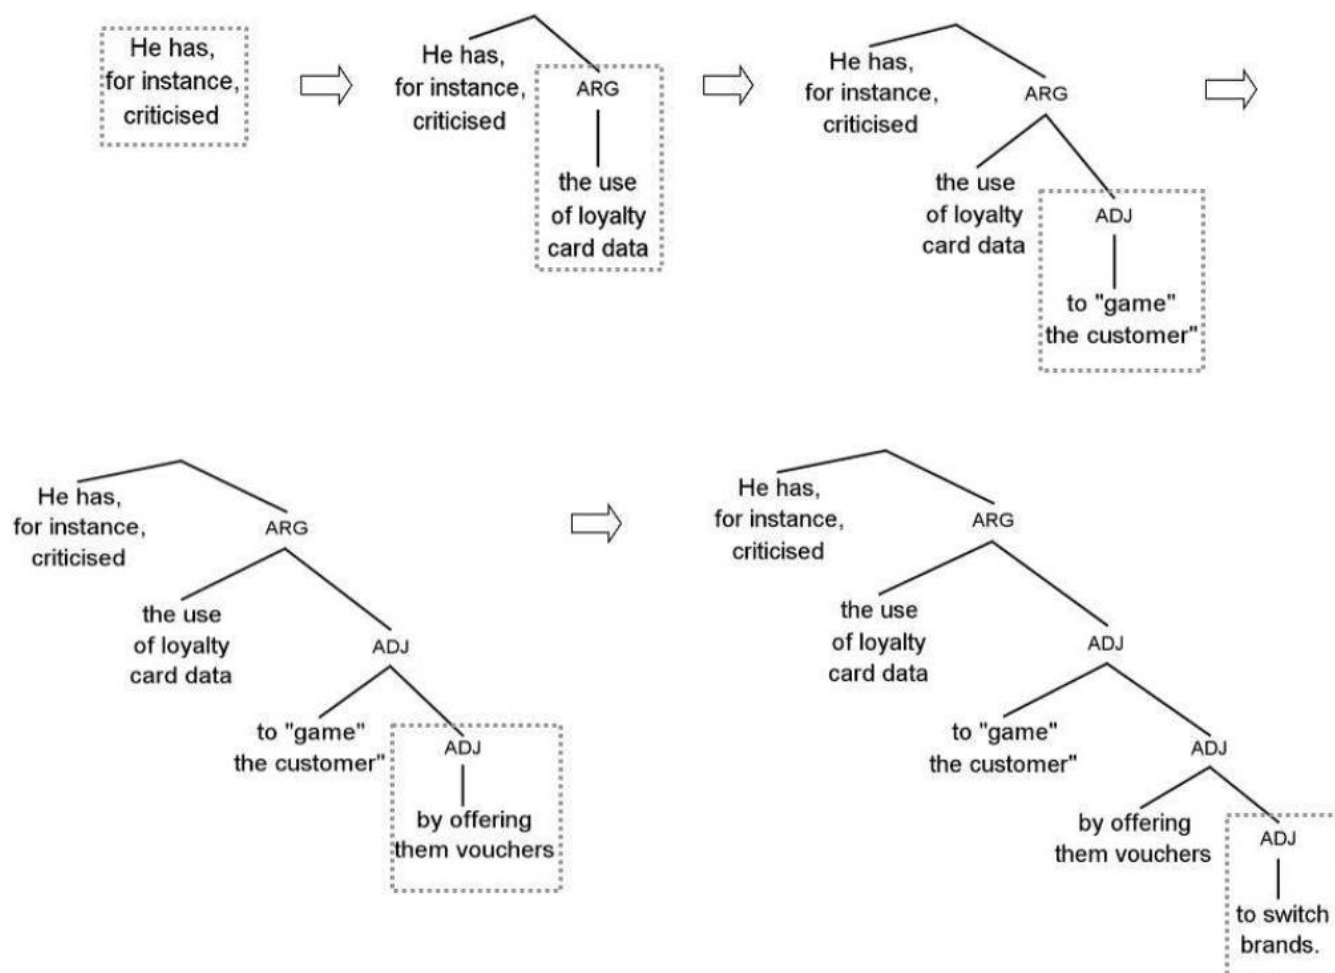 He has,
for instance,
criticised
He has,
for instance,
criticised
ARG
the use
of loyalty
card data
He has,
for instance,
criticised
ARG
the use
of loyalty
card data
ADJ
to "game"
the customer"
He has,
for instance,
criticised
ARG
the use
of loyalty
card data
ADJ
to "game"
the customer"
ADJ
by offering
them vouchers
He has,
for instance,
criticised
ARG
the use
of loyalty
card data
ADJ
to "game"
the customer"
ADJ
by offering
them vouchers
ADJ
to switch
brands.